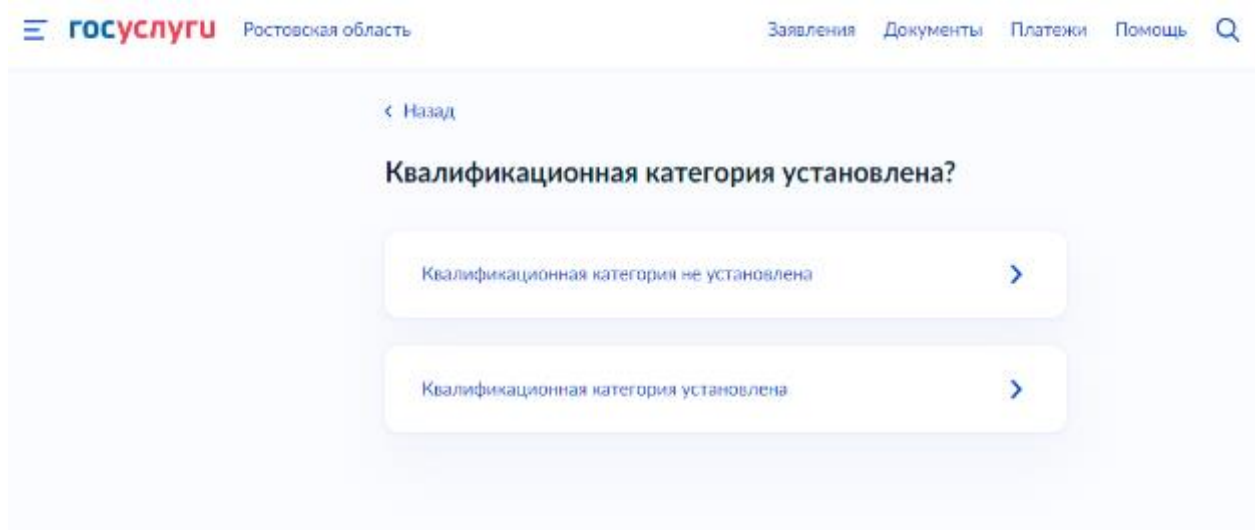 госуслуги Ростовская область Заявления Документы Платежи Помощь
Назад
Квалификационная категория установлена?
Квалификационная категория не установлена
Квалификационная категория установлена